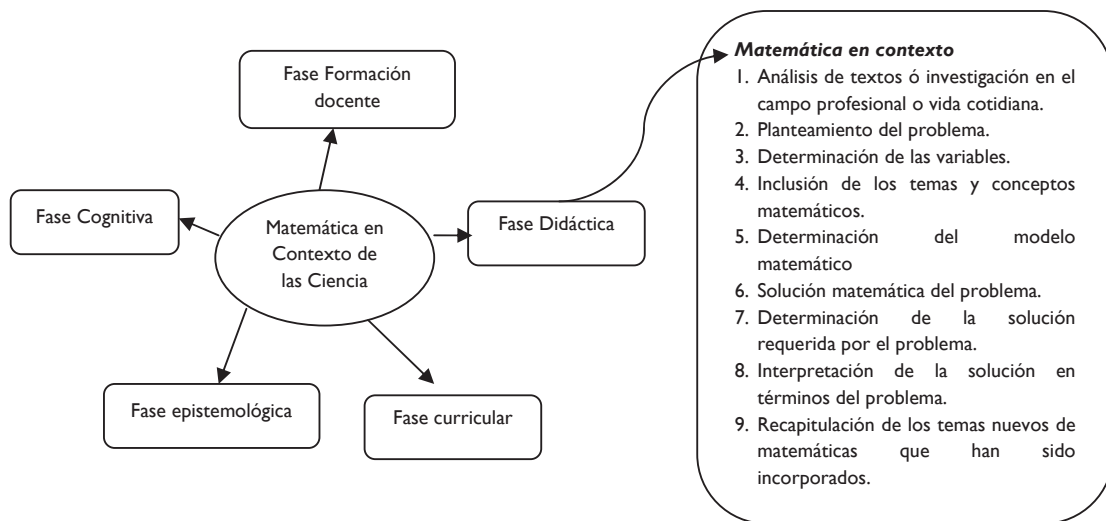 Fase Formación
docente
Fase Cognitiva
Matemática en
Contexto de
las Ciencia
Fase Didáctica
Fase epistemológica
Fase curricular
Matemática en contexto
1. Análisis de textos ó investigación en el
campo profesional o vida cotidiana.
2. Planteamiento del problema.
3. Determinación de las variables.
4. Inclusión de los temas y conceptos
matemáticos.
5. Determinación del modelo
matemático
6. Solución matemática del problema.
7. Determinación de la solución
requerida por el problema.
8. Interpretación de la solución en
términos del problema.
9. Recapitulación de los temas nuevos de
matemáticas que han sido
incorporados.